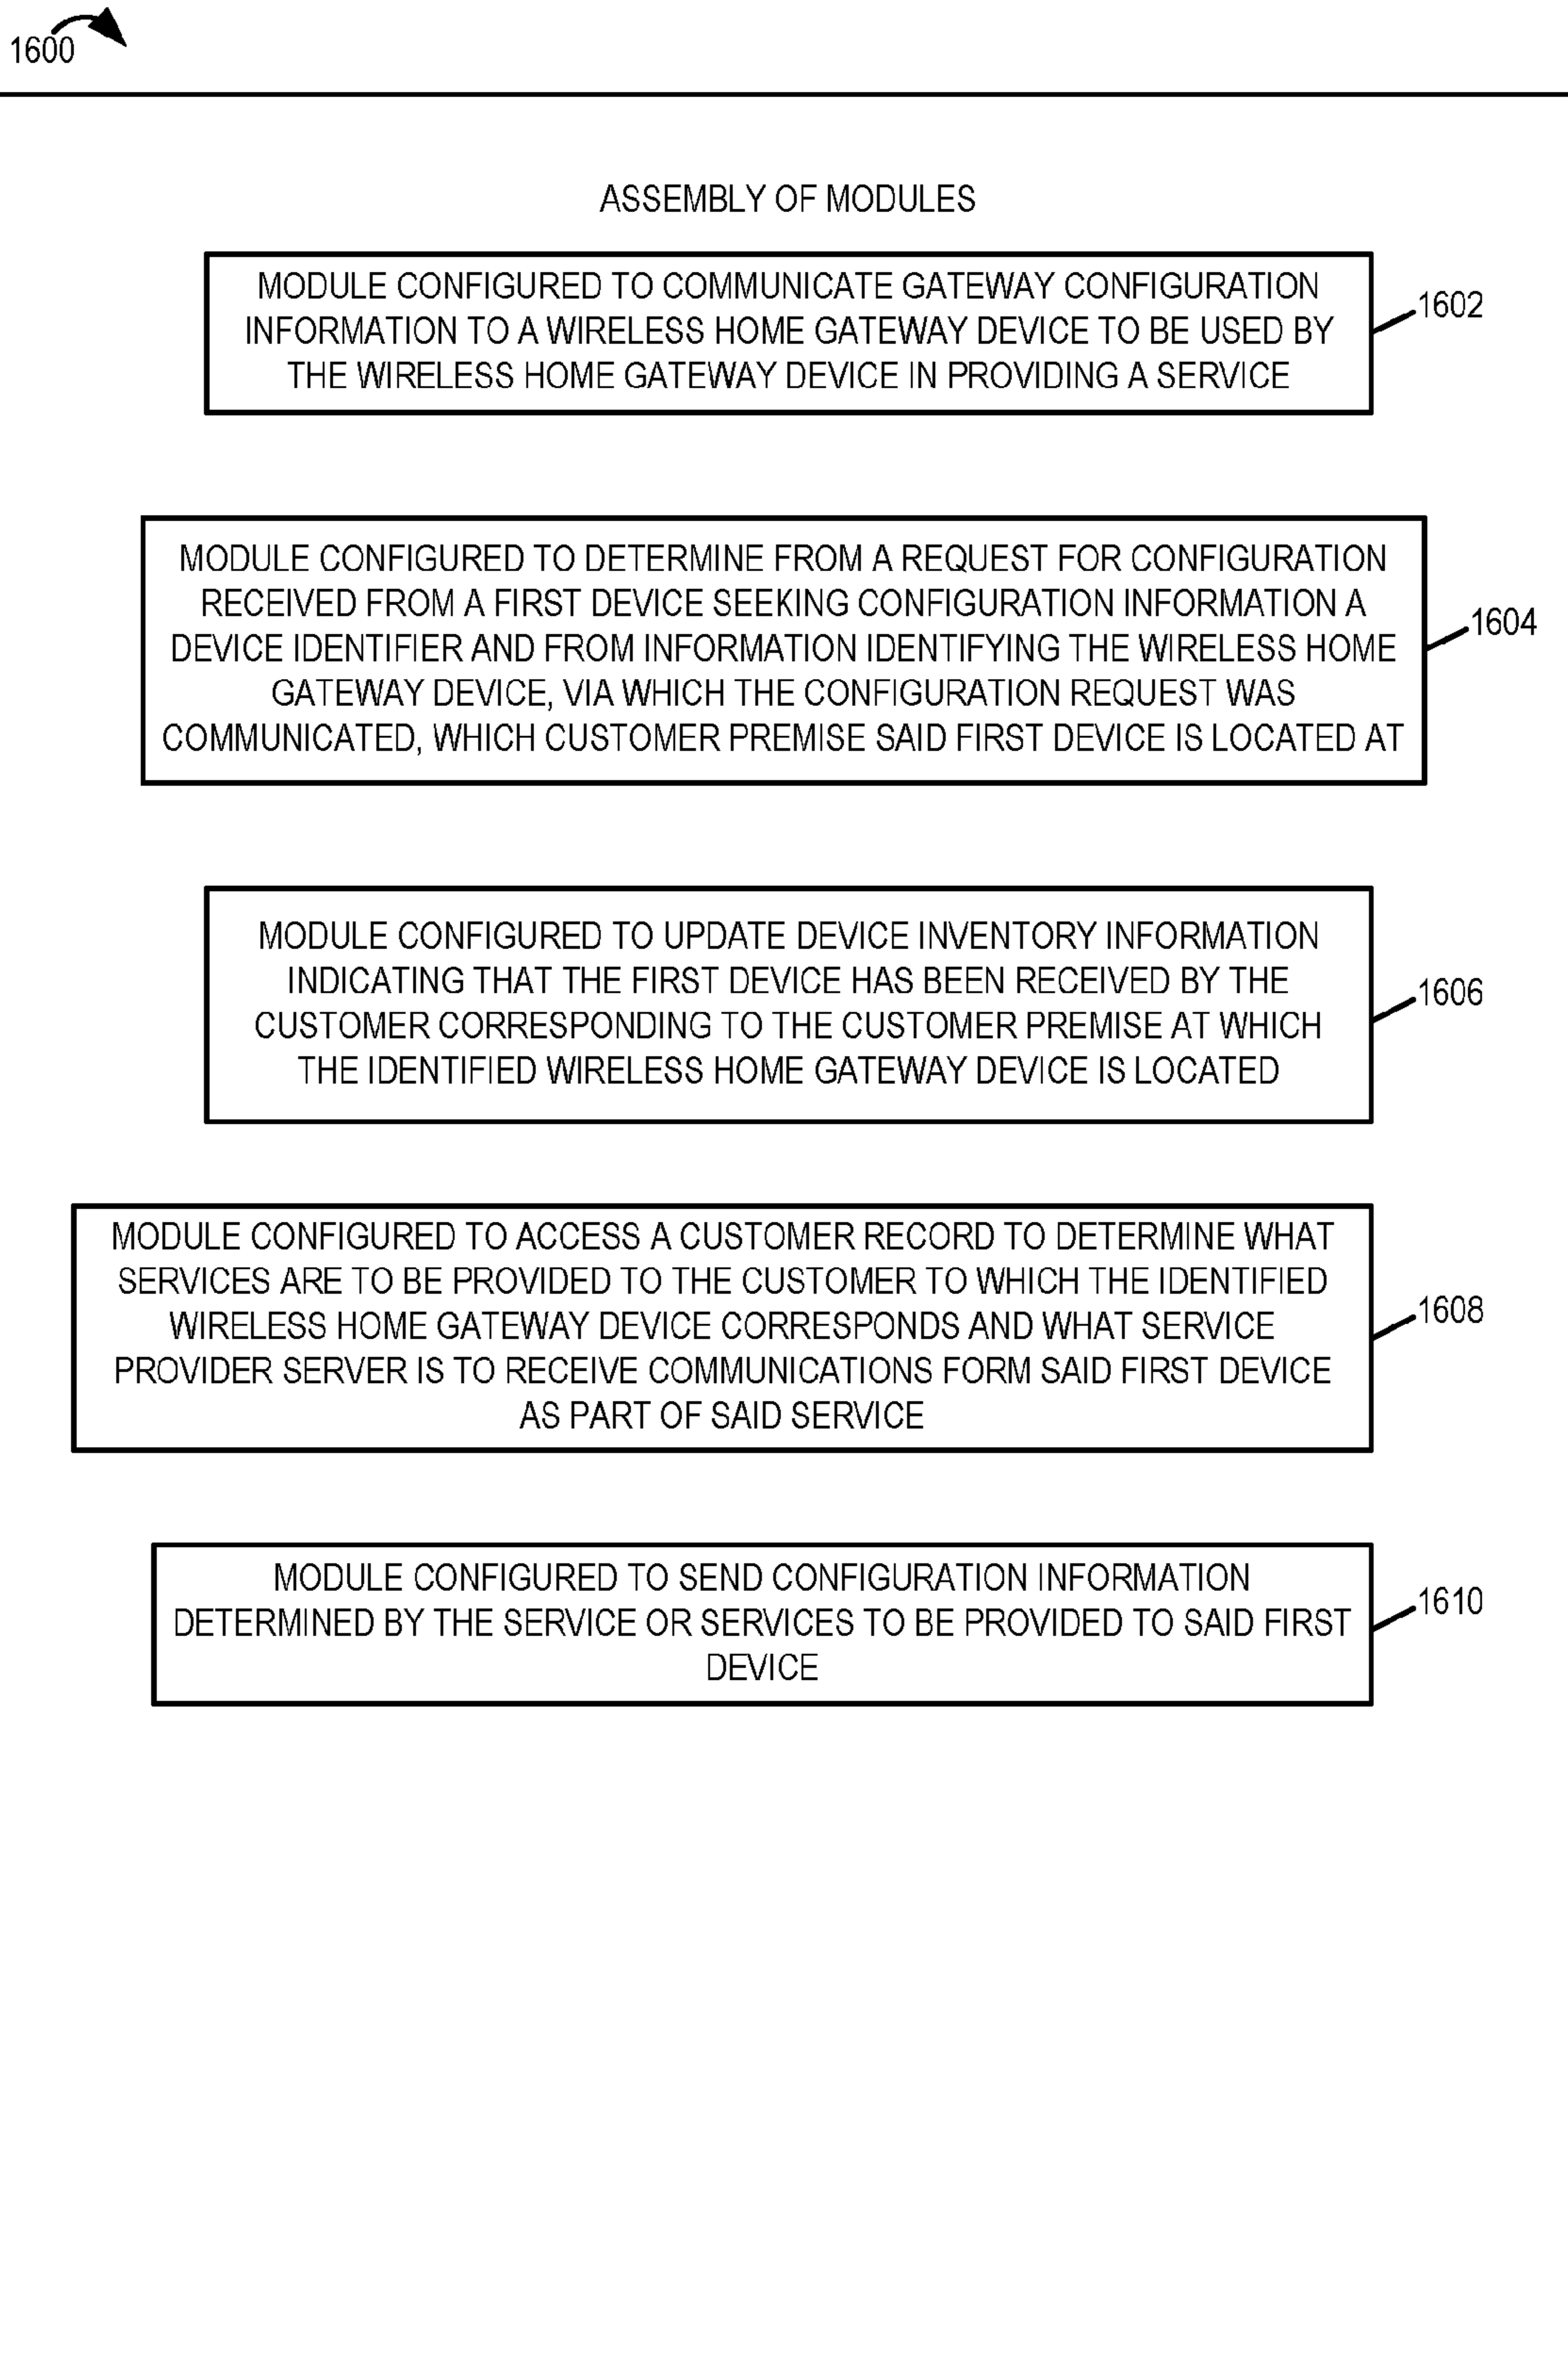 1600
ASSEMBLY OF MODULES
MODULE CONFIGURED TO COMMUNICATE GATEWAY CONFIGURATION
INFORMATION TO A WIRELESS HOME GATEWAY DEVICE TO BE USED BY
THE WIRELESS HOME GATEWAY DEVICE IN PROVIDING A SERVICE
1602
MODULE CONFIGURED TO DETERMINE FROM A REQUEST FOR CONFIGURATION
RECEIVED FROM A FIRST DEVICE SEEKING CONFIGURATION INFORMATION A
DEVICE IDENTIFIER AND FROM INFORMATION IDENTIFYING THE WIRELESS HOME
GATEWAY DEVICE, VIA WHICH THE CONFIGURATION REQUEST WAS
COMMUNICATED, WHICH CUSTOMER PREMISE SAID FIRST DEVICE IS LOCATED AT
1604
MODULE CONFIGURED TO UPDATE DEVICE INVENTORY INFORMATION
INDICATING THAT THE FIRST DEVICE HAS BEEN RECEIVED BY THE
CUSTOMER CORRESPONDING TO THE CUSTOMER PREMISE AT WHICH
THE IDENTIFIED WIRELESS HOME GATEWAY DEVICE IS LOCATED
1606
MODULE CONFIGURED TO ACCESS A CUSTOMER RECORD TO DETERMINE WHAT
SERVICES ARE TO BE PROVIDED TO THE CUSTOMER TO WHICH THE IDENTIFIED
WIRELESS HOME GATEWAY DEVICE CORRESPONDS AND WHAT SERVICE
PROVIDER SERVER IS TO RECEIVE COMMUNICATIONS FORM SAID FIRST DEVICE
AS PART OF SAID SERVICE
1608
MODULE CONFIGURED TO SEND CONFIGURATION INFORMATION
DETERMINED BY THE SERVICE OR SERVICES TO BE PROVIDED TO SAID FIRST
DEVICE
1610